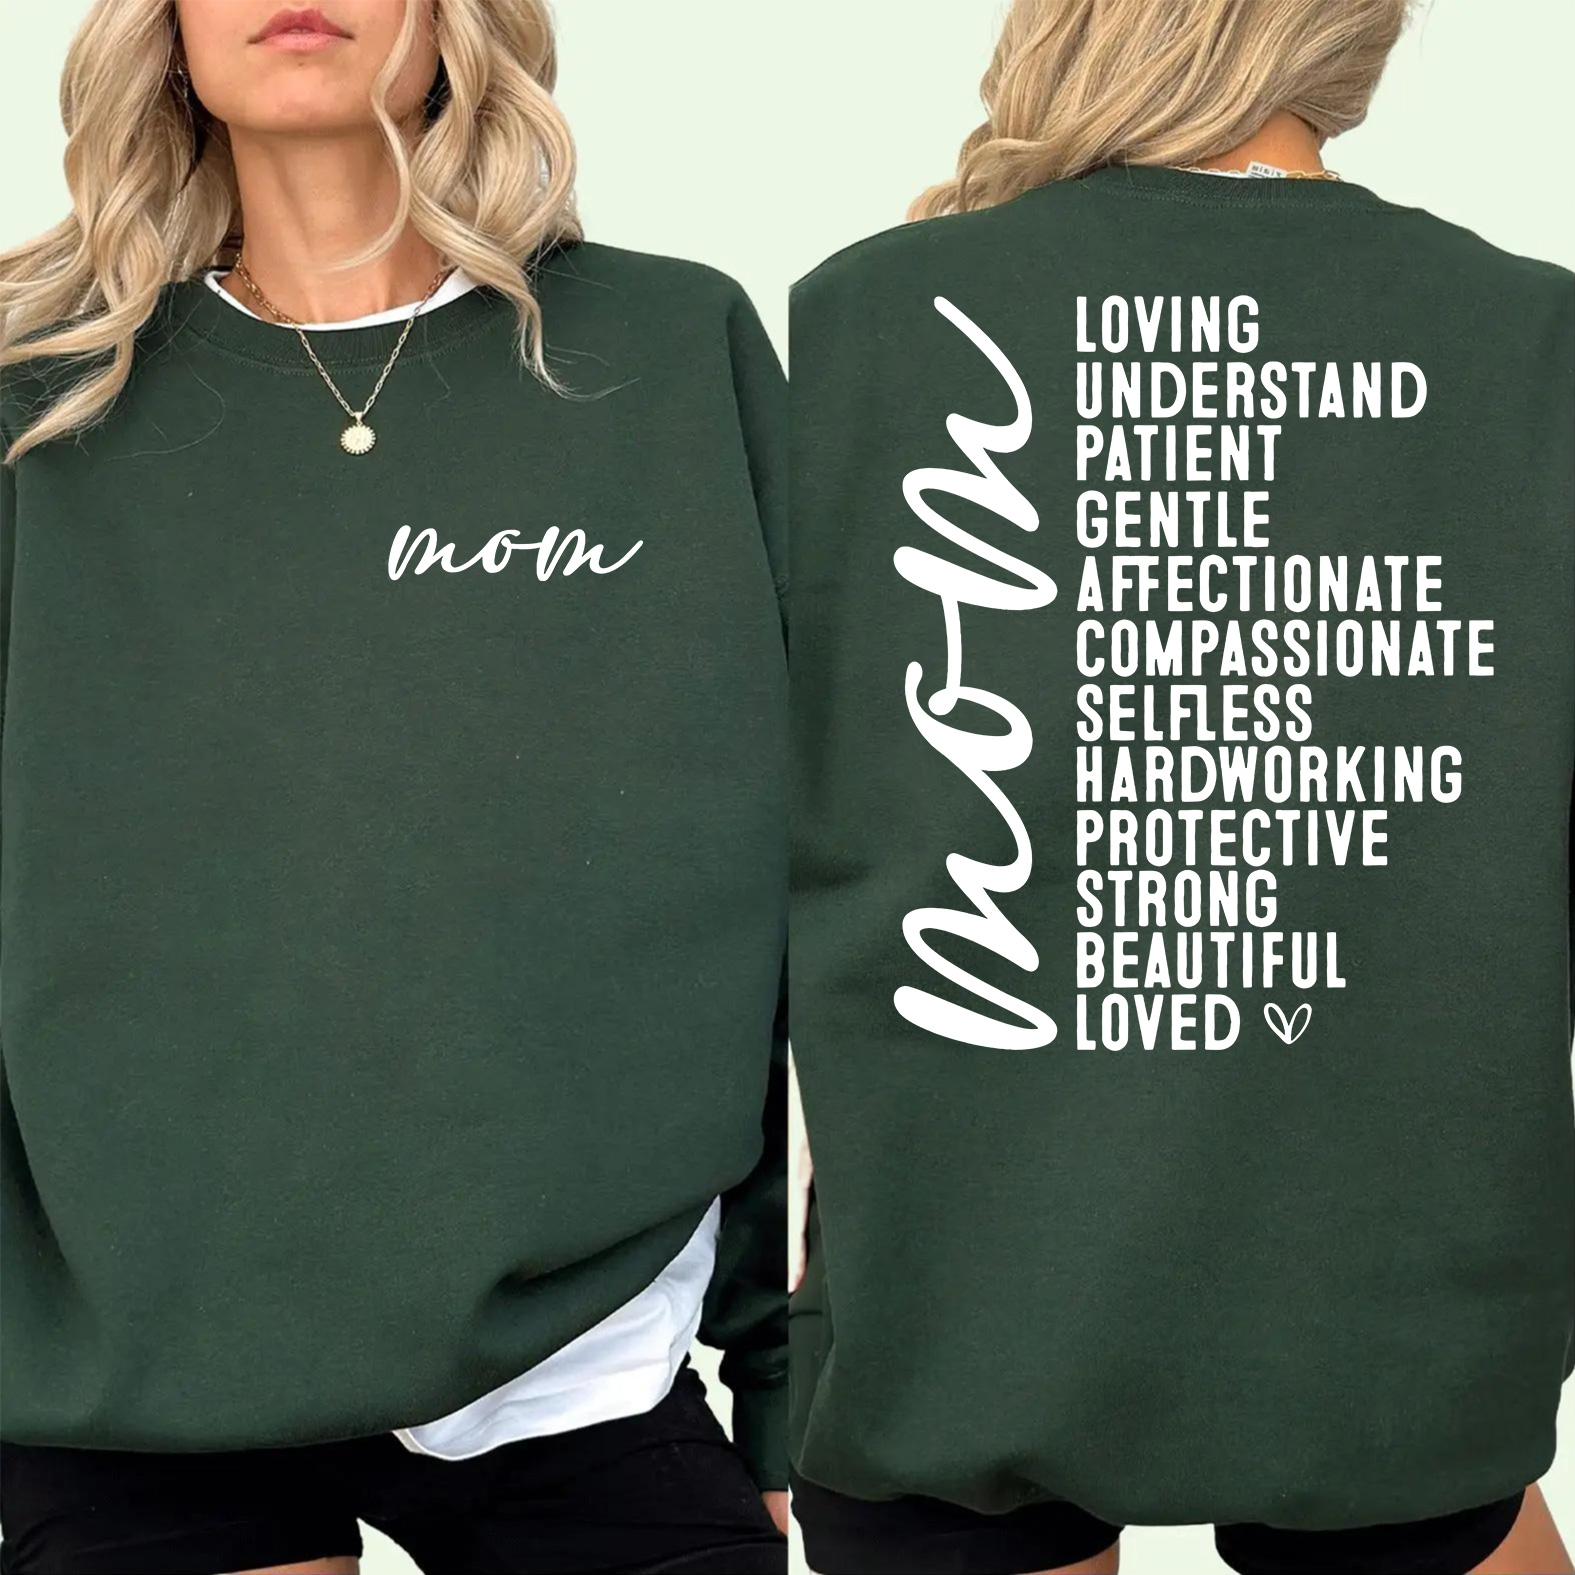 mom
mom
LOVING
UNDERSTAND
PATIENT
GENTLE
AFFECTIONATE
COMPASSIONATE
SELFLESS
HARDWORKING
PROTECTIVE
STRONG
BEAUTIFUL
LOVED